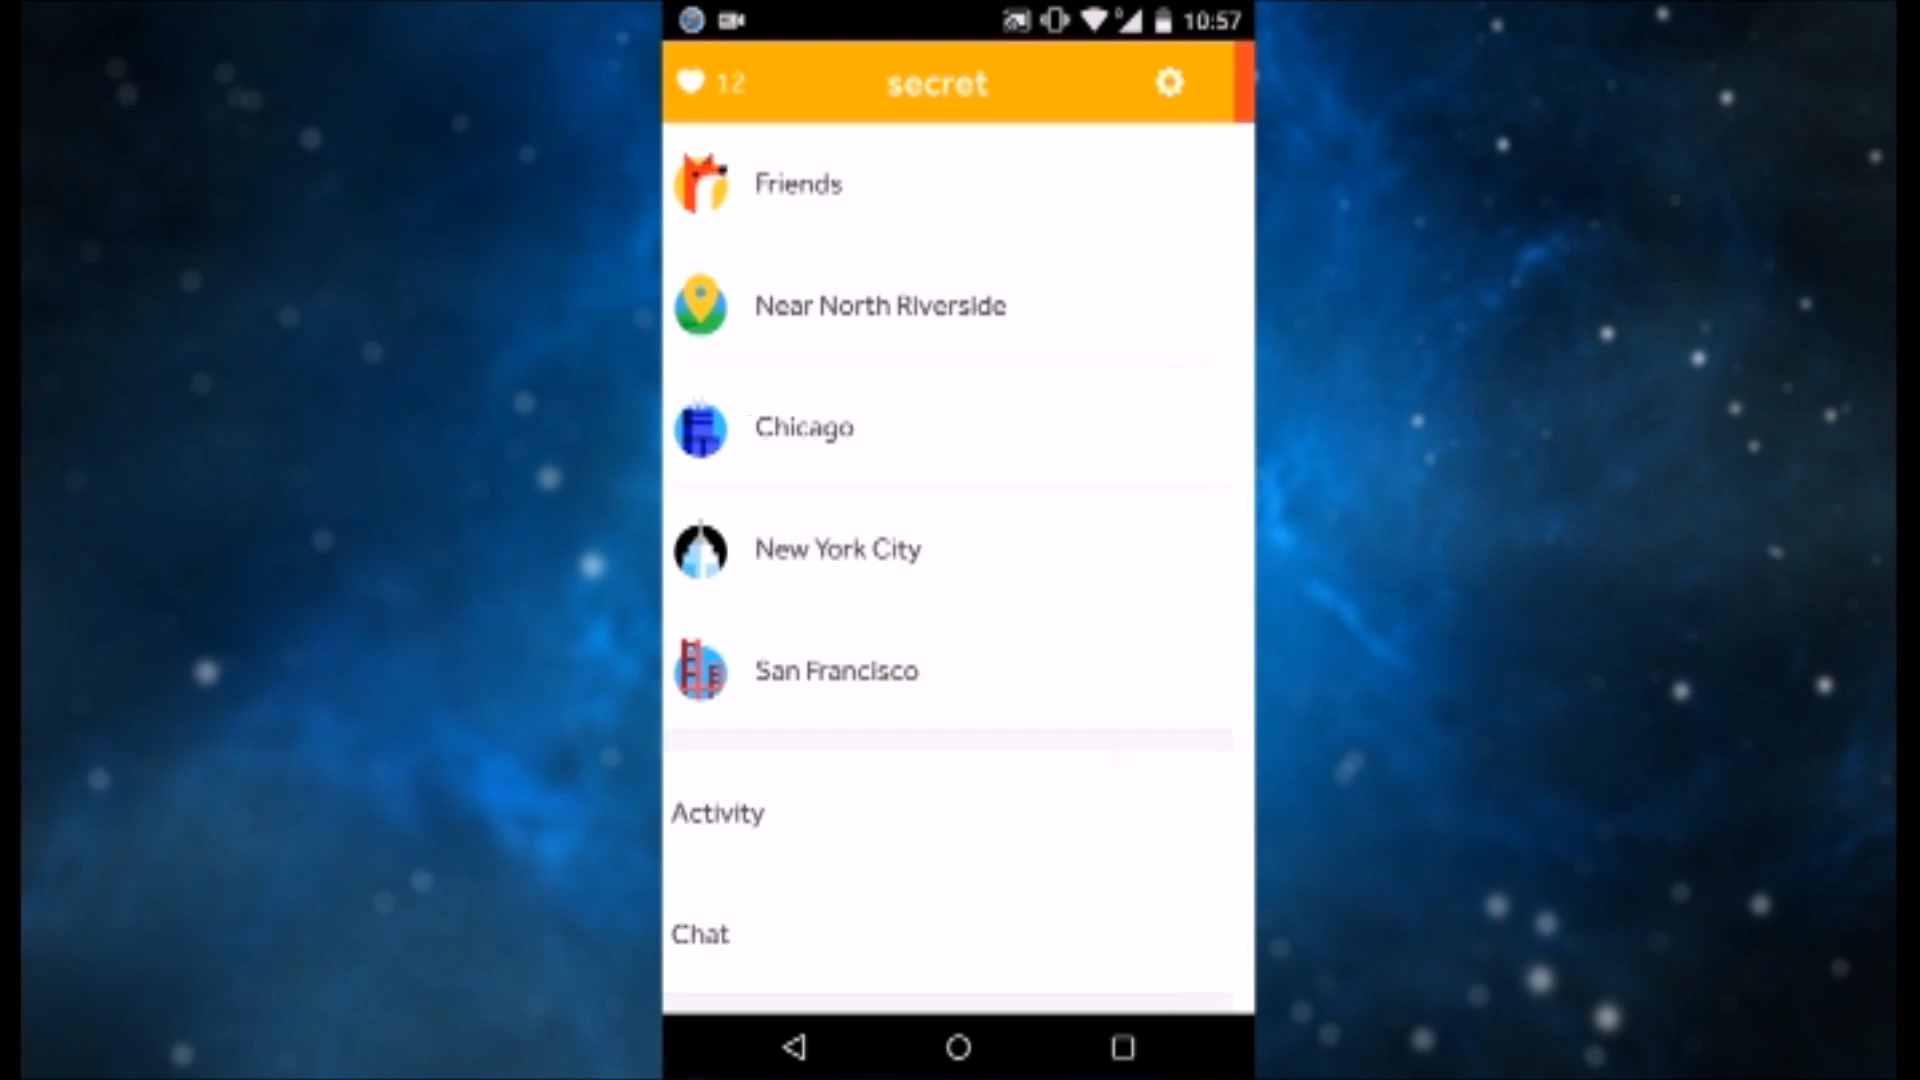 10:57
12 secret
Friends
Near North Riverside
Chicago
New York City
San Francisco
Activity
Chat